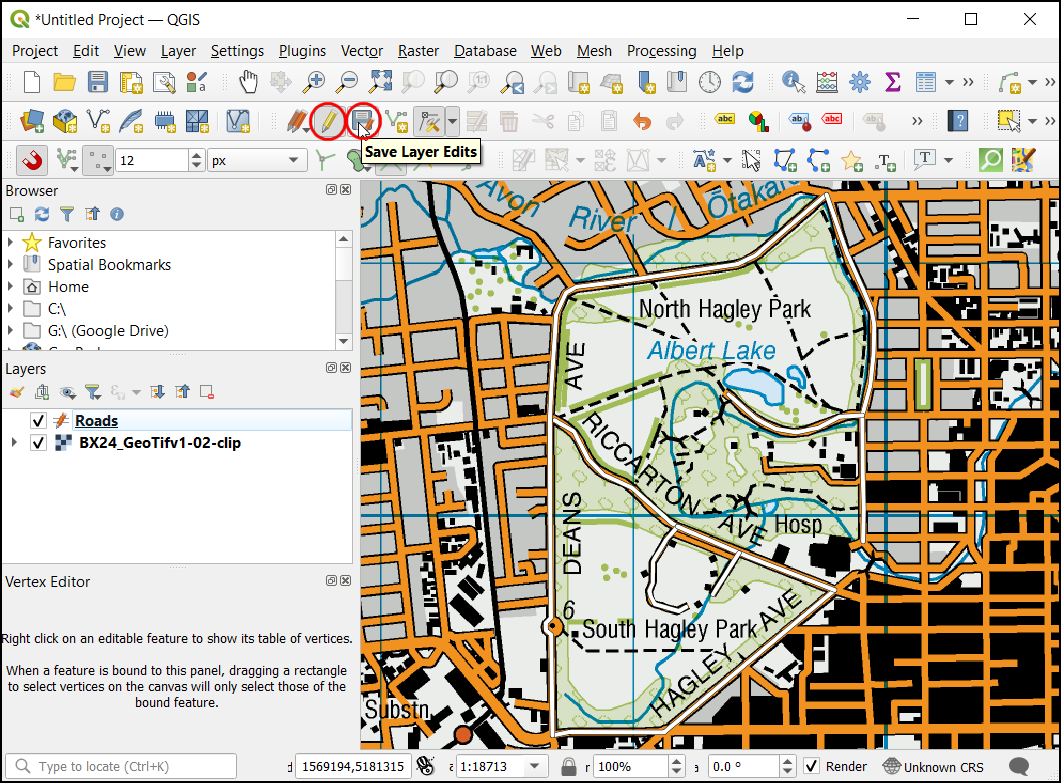 *Untitled Project — QGIS
Project Edit View Layer Settings Plugins Vector Raster Database Web Mesh Processing Help
abc ab abc ab
Save Layer Edits
12 px
Browser
Favorites
Spatial Bookmarks
Home
C:\
G:\ (Google Drive)
Layers
Roads
BX24_GeoTifv1-02-clip
Vertex Editor
Right click on an editable feature to show its table of vertices.
When a feature is bound to this panel, dragging a rectangle
to select vertices on the canvas will only select those of the
bound feature.
Avon River / Ōtakaro
North Hagley Park
Albert Lake
AVE
RICCARTON AVE
DEANS
Hosp
6
South Hagley Park
HAGLEY AVE
Substn
Type to locate (Ctrl+K)
1569194,5181315
1:18713
r 100%
0.0 °
Render
Unknown CRS